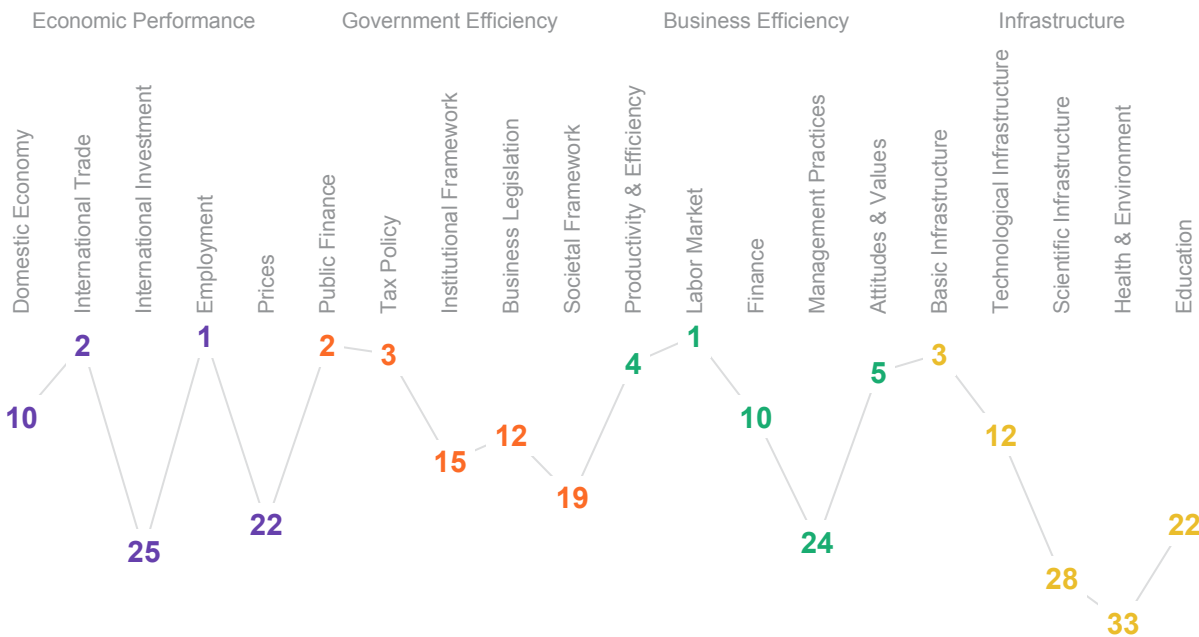 Economic Performance
Government Efficiency
Business Efficiency
Infrastructure
Domestic Economy
International Trade
International Investment
Employment
Prices
Public Finance
Tax Policy
Institutional Framework
Business Legislation
Societal Framework
Productivity & Efficiency
Labor Market
Finance
Management Practices
Attitudes & Values
Basic Infrastructure
Technological Infrastructure
Scientific Infrastructure
Health & Environment
Education
10
2
25
1
22
2
3
15
12
19
4
1
10
24
5
3
12
28
33
22